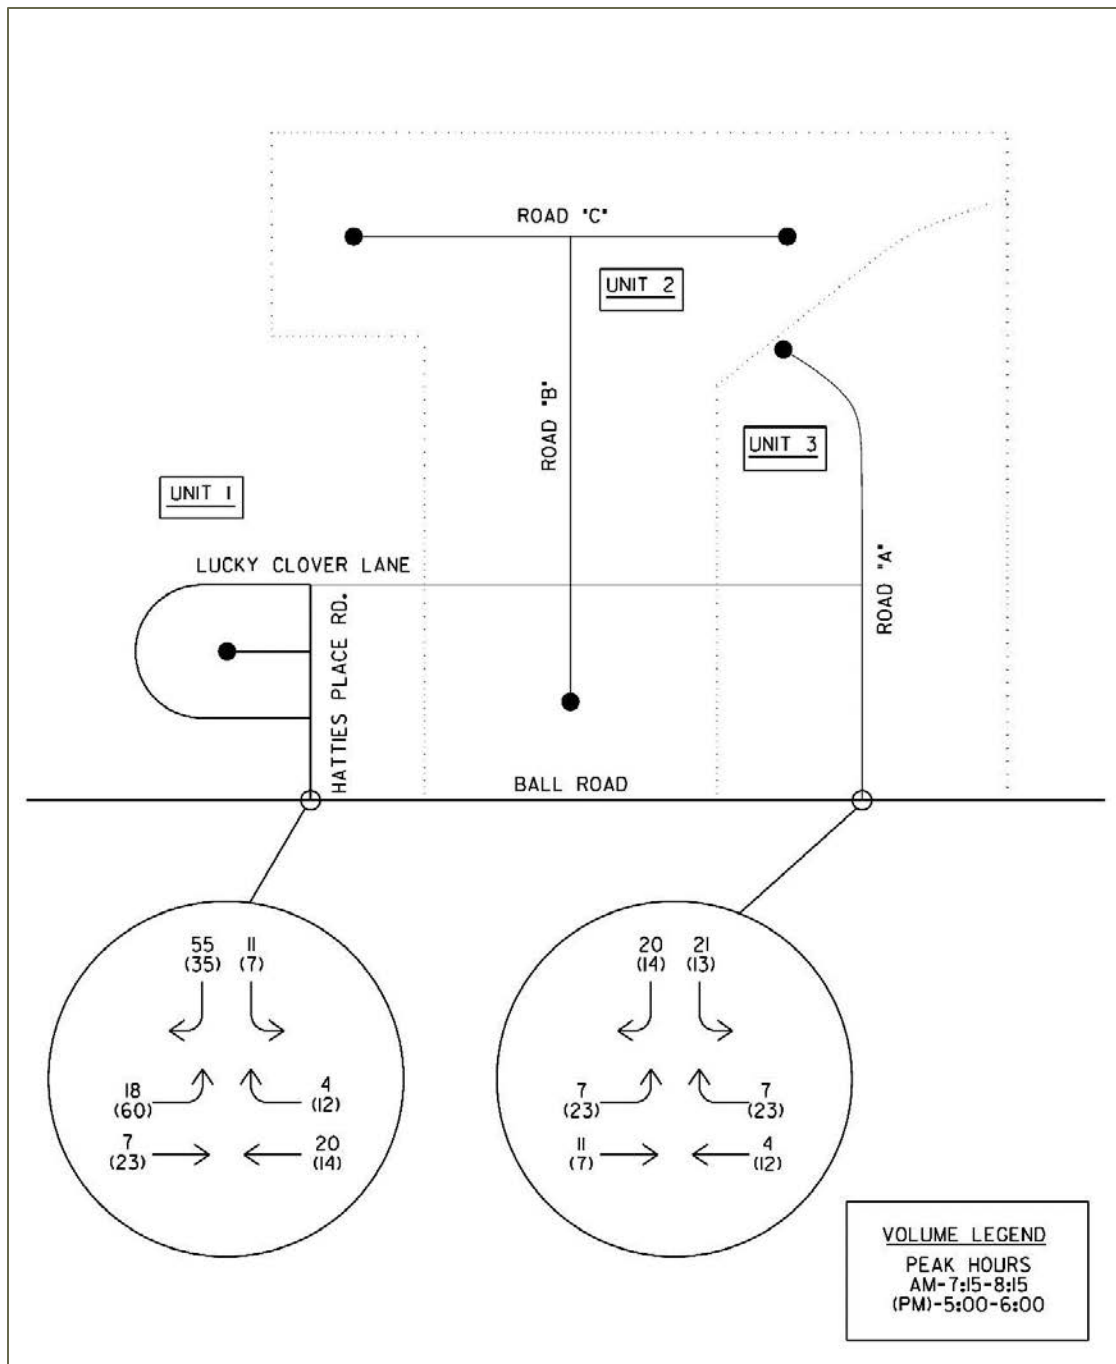 ROAD "C"
UNIT 2
ROAD "B"
UNIT 3
UNIT 1
LUCKY CLOVER LANE
HATTIES PLACE RD.
ROAD "A"
BALL ROAD
55 11
(35) (7)
18
(60)
4
(12)
7
(23)
20
(14)
20 21
(14) (13)
7
(23)
7
(23)
11
(7)
4
(12)
VOLUME LEGEND
PEAK HOURS
AM-7:15-8:15
(PM)-5:00-6:00